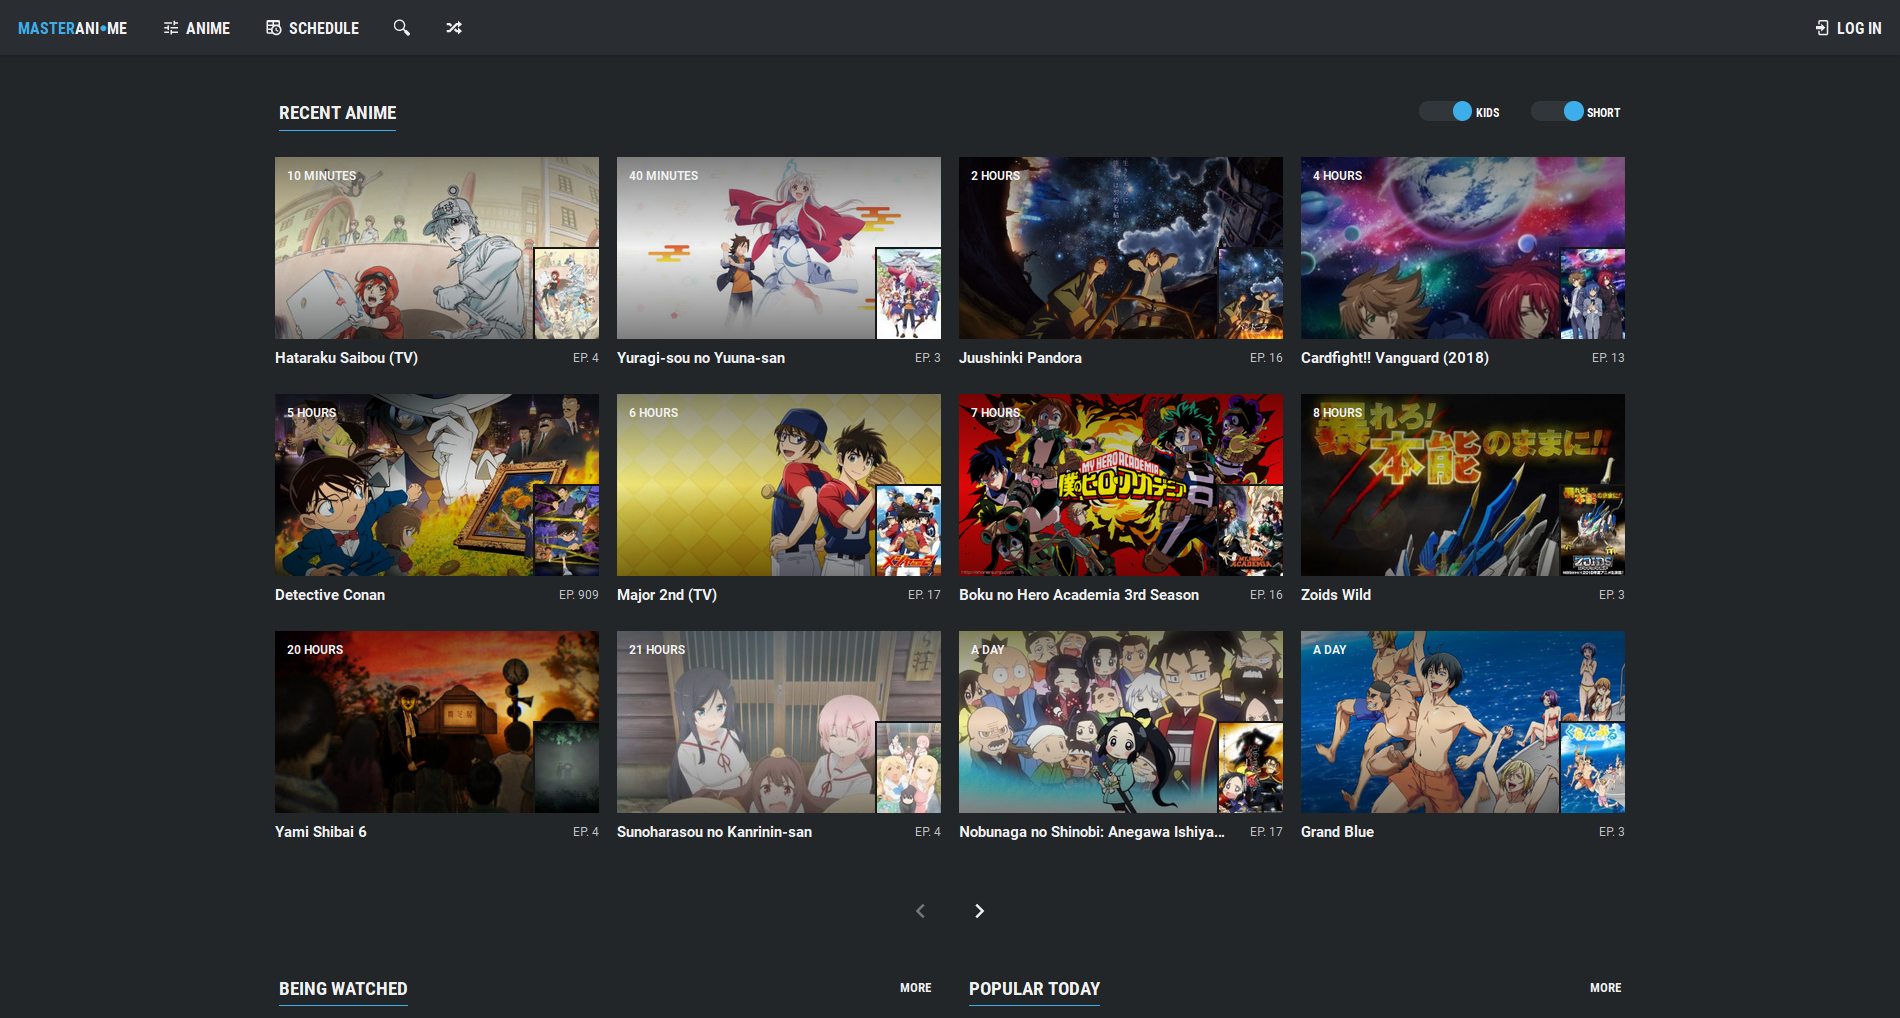 MASTERANI•ME ANIME SCHEDULE LOG IN
RECENT ANIME KIDS SHORT
10 MINUTES
Hataraku Saibou (TV) EP. 4
40 MINUTES
Yuragi-sou no Yuuna-san EP. 3
2 HOURS
Juushinki Pandora EP. 16
4 HOURS
Cardfight!! Vanguard (2018) EP. 13
5 HOURS
Detective Conan EP. 909
6 HOURS
Major 2nd (TV) EP. 17
7 HOURS
MY HERO ACADEMIA
僕のヒーローアカデミア
Boku no Hero Academia 3rd Season EP. 16
8 HOURS
暴れろ!
本能のままに!!
ZOIDS
Zoids Wild EP. 3
20 HOURS
Yami Shibai 6 EP. 4
21 HOURS
Sunoharasou no Kanrinin-san EP. 4
A DAY
Nobunaga no Shinobi: Anegawa Ishiya... EP. 17
A DAY
ぐらんぶる
Grand Blue EP. 3
BEING WATCHED MORE
POPULAR TODAY MORE